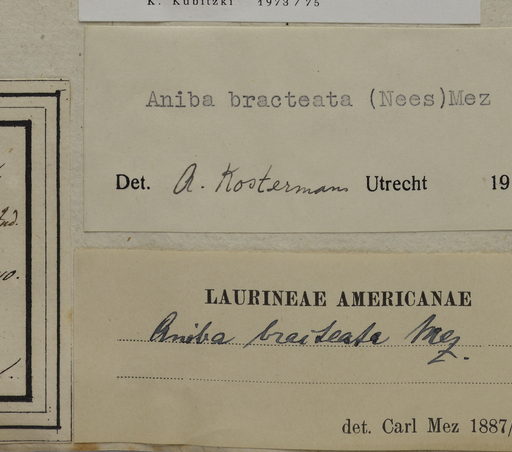 K. Kubitzki 1973/75
Aniba bracteata (Nees)Mez
Det. A. Kostermans Utrecht 19
LAURINEAE AMERICANAE
Aniba bracteata Mez
det. Carl Mez 1887/